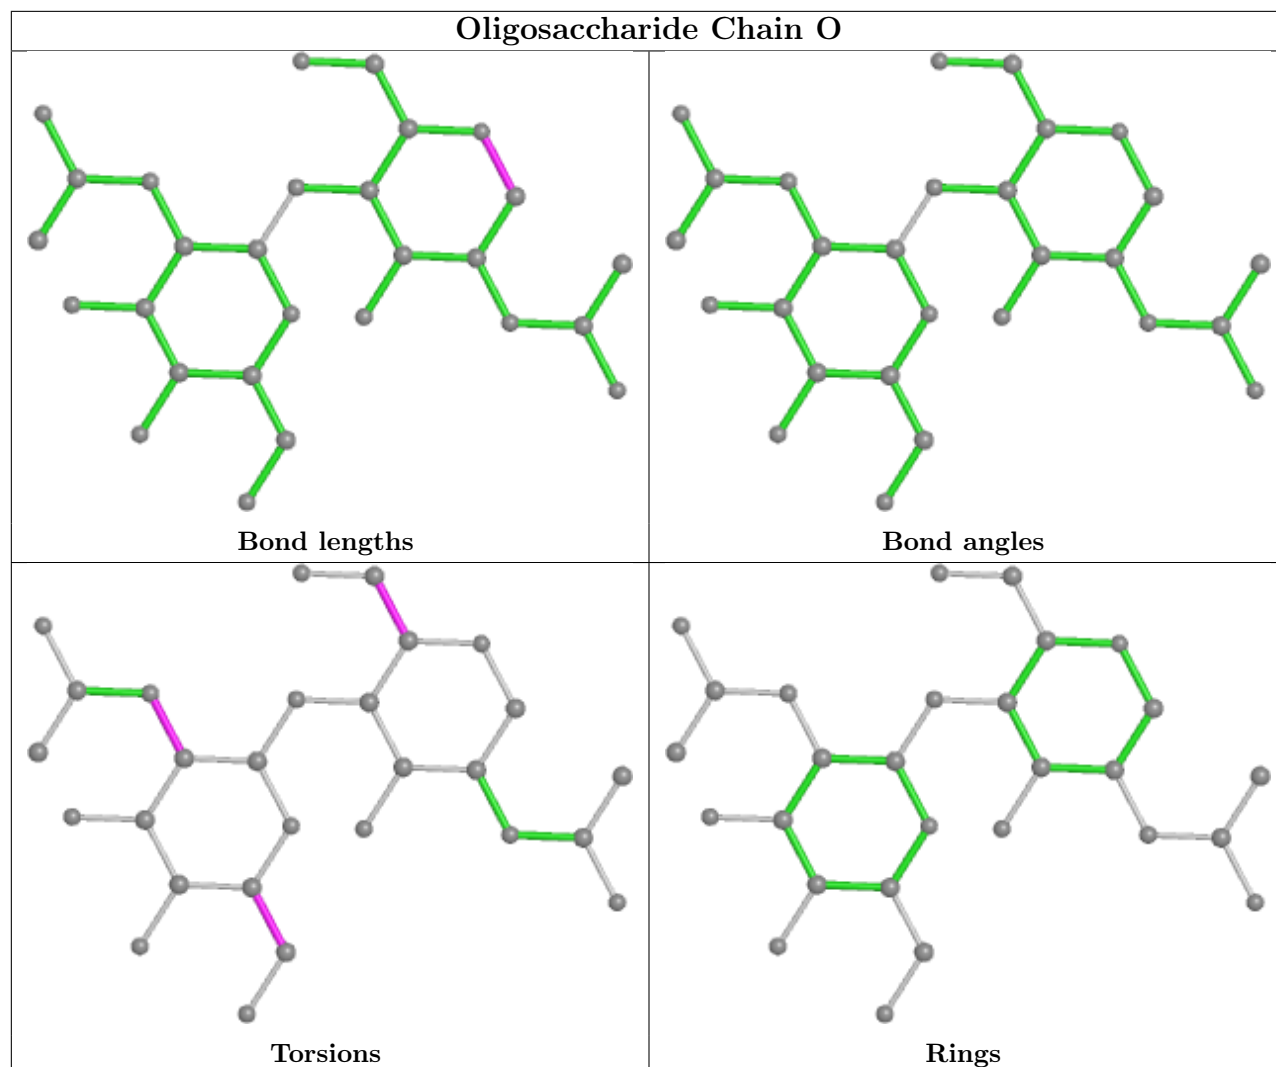 Oligosaccharide Chain O
Bond lengths
Bond angles
Torsions
Rings